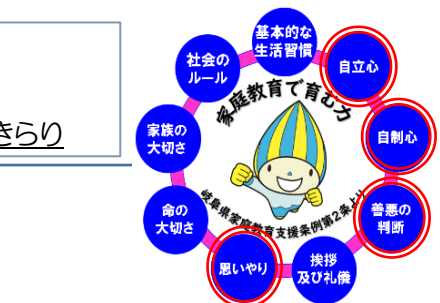 きらり
基本的な
生活習慣
自立心
自制心
善悪の
判断
挨拶
及び礼儀
思いやり
命の
大切さ
家族の
大切さ
社会の
ルール
家庭教育で育む力
岐阜県家庭教育支援条例第2条より